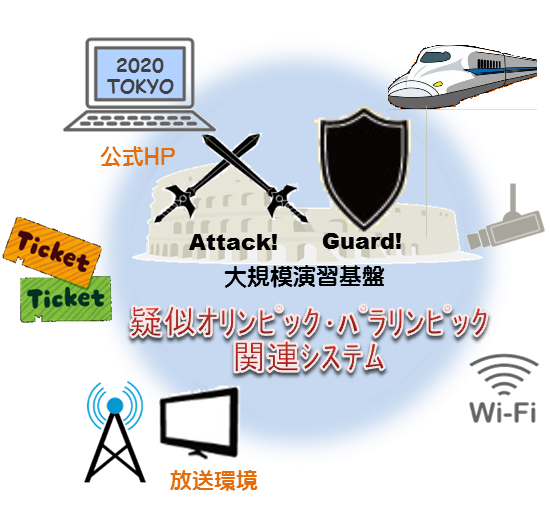 2020
TOKYO
公式HP
Attack!
Guard!
大規模演習基盤
Ticket
Ticket
疑似ｵﾘﾝﾋﾟｯｸ・ﾊﾟﾗﾘﾝﾋﾟｯｸ
関連システム
Wi-Fi
放送環境